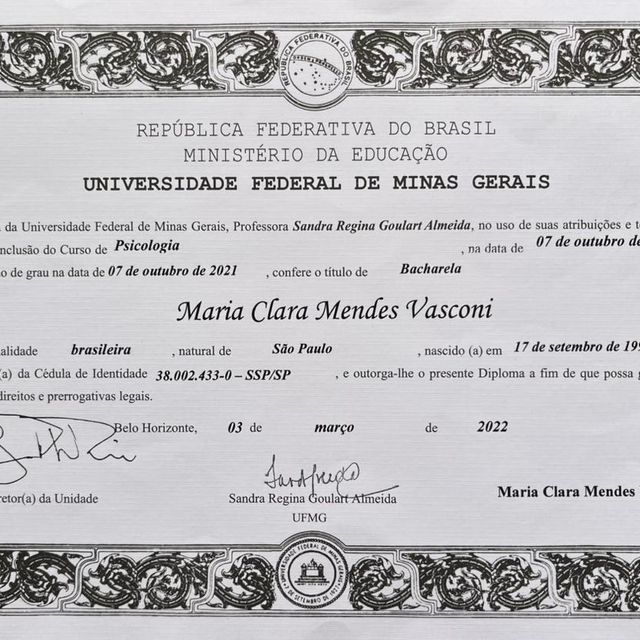 REPÚBLICA FEDERATIVA DO BRASIL
REPÚBLICA FEDERATIVA DO BRASIL
MINISTÉRIO DA EDUCAÇÃO
UNIVERSIDADE FEDERAL DE MINAS GERAIS
da Universidade Federal de Minas Gerais, Professora Sandra Regina Goulart Almeida, no uso de suas atribuições e
do Curso de Psicologia , na data de 07 de outubro de
de grau na data de 07 de outubro de 2021 , confere o título de Bacharela
Maria Clara Mendes Vasconi
brasileira , natural de São Paulo , nascido (a) em 17 de setembro de
(a) da Cédula de Identidade 38.002.433-0 – SSP/SP , e outorga-lhe o presente Diploma a fim de que possa
direitos e prerrogativas legais.
Belo Horizonte, 03 de março de 2022
da Unidade
Sandra Regina Goulart Almeida
UFMG
Maria Clara Mendes
UNIVERSIDADE FEDERAL DE MINAS GERAIS